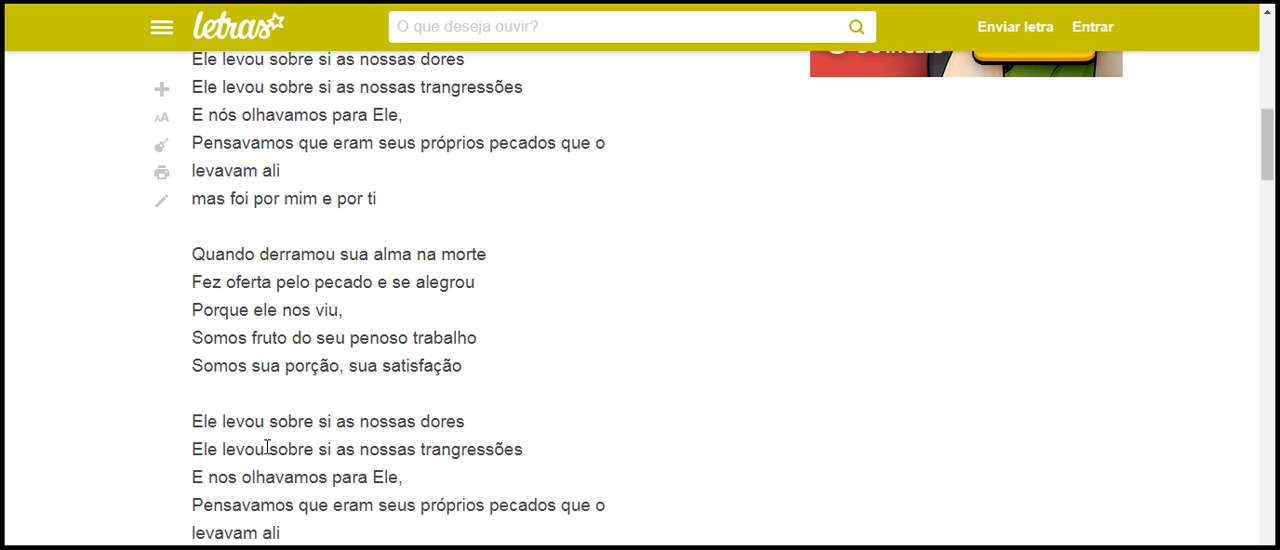 letras
O que deseja ouvir?
Enviar letra
Entrar
Ele levou sobre si as nossas dores
Ele levou sobre si as nossas trangressões
E nós olhavamos para Ele,
Pensavamos que eram seus próprios pecados que o
levavam ali
mas foi por mim e por ti
Quando derramou sua alma na morte
Fez oferta pelo pecado e se alegrou
Porque ele nos viu,
Somos fruto do seu penoso trabalho
Somos sua porção, sua satisfação
Ele levou sobre si as nossas dores
Ele levou sobre si as nossas trangressões
E nos olhavamos para Ele,
Pensavamos que eram seus próprios pecados que o
levavam ali